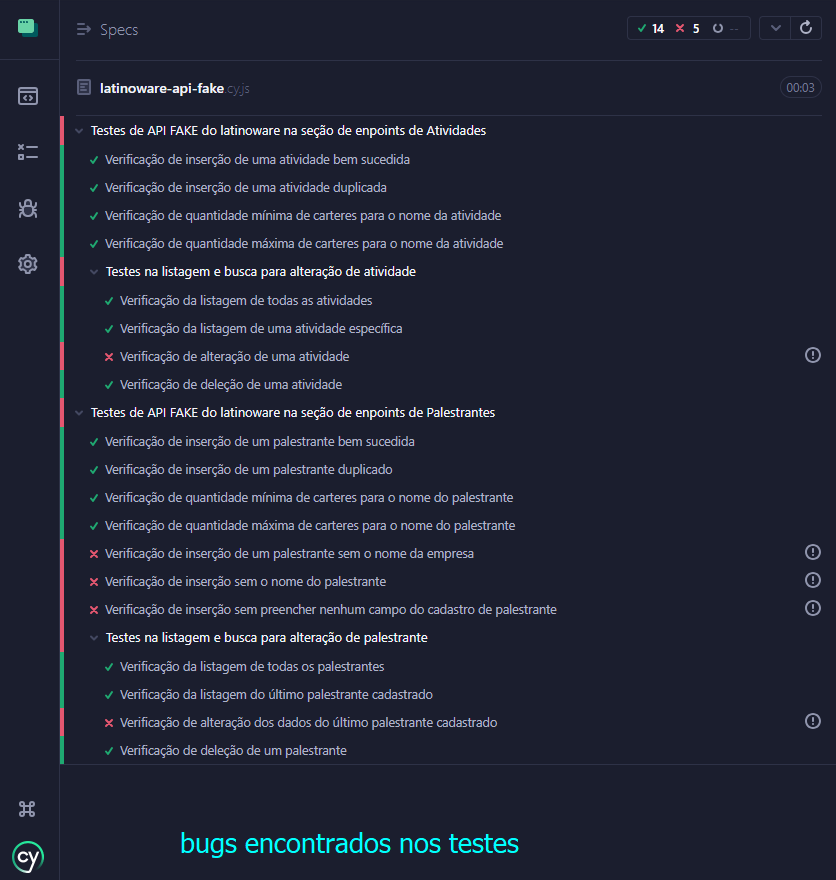 Specs
14 5 --
latinoware-api-fake.cy.js
00:03
Testes de API FAKE do latinoware na seção de enpoints de Atividades
Verificação de inserção de uma atividade bem sucedida
Verificação de inserção de uma atividade duplicada
Verificação de quantidade mínima de carteres para o nome da atividade
Verificação de quantidade máxima de carteres para o nome da atividade
Testes na listagem e busca para alteração de atividade
Verificação da listagem de todas as atividades
Verificação da listagem de uma atividade específica
Verificação de alteração de uma atividade
Verificação de deleção de uma atividade
Testes de API FAKE do latinoware na seção de enpoints de Palestrantes
Verificação de inserção de um palestrante bem sucedida
Verificação de inserção de um palestrante duplicado
Verificação de quantidade mínima de carteres para o nome do palestrante
Verificação de quantidade máxima de carteres para o nome do palestrante
Verificação de inserção de um palestrante sem o nome da empresa
Verificação de inserção sem o nome do palestrante
Verificação de inserção sem preencher nenhum campo do cadastro de palestrante
Testes na listagem e busca para alteração de palestrante
Verificação da listagem de todas os palestrantes
Verificação da listagem do último palestrante cadastrado
Verificação de alteração dos dados do último palestrante cadastrado
Verificação de deleção de um palestrante
bugs encontrados nos testes
cy